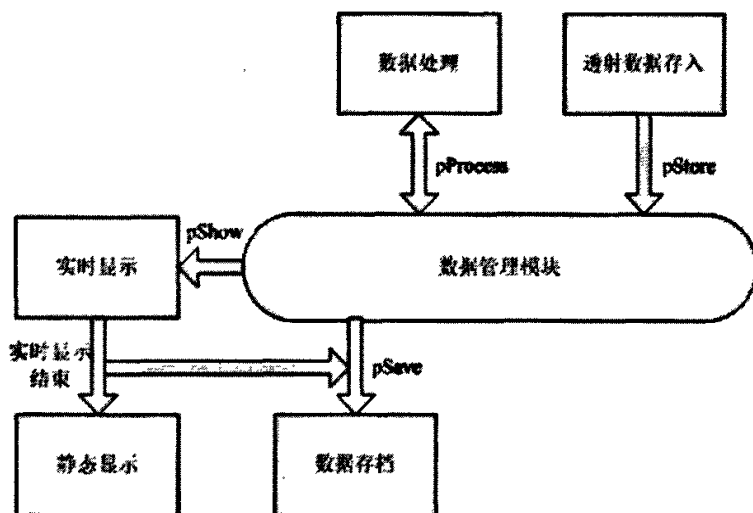 数据处理
透射数据存入
pProcess
pStore
pShow
实时显示
数据管理模块
实时显示
结束
pSave
静态显示
数据存档